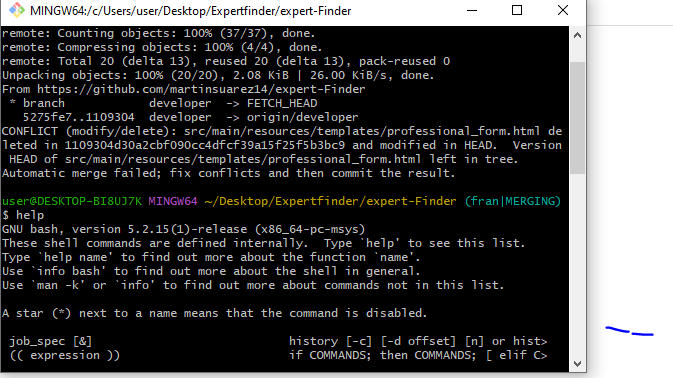 MINGW64:/c/Users/user/Desktop/Expertfinder/expert-Finder
remote: Counting objects: 100% (37/37), done.
remote: Compressing objects: 100% (4/4), done.
remote: Total 20 (delta 13), reused 20 (delta 13), pack-reused 0
Unpacking objects: 100% (20/20), 2.08 KiB | 26.00 KiB/s, done.
From https://github.com/martinsuarez14/expert-Finder
 * branch            developer  -> FETCH_HEAD
   5275fe7..1109304  developer  -> origin/developer
CONFLICT (modify/delete): src/main/resources/templates/professional_form.html de
leted in 1109304d30a2cbf090cc4dfcf39a15f25f5b3bc9 and modified in HEAD.  Version
 HEAD of src/main/resources/templates/professional_form.html left in tree.
Automatic merge failed; fix conflicts and then commit the result.
user@DESKTOP-BI8UJ7K MINGW64 ~/Desktop/Expertfinder/expert-Finder (fran|MERGING)
$ help
GNU bash, version 5.2.15(1)-release (x86_64-pc-msys)
These shell commands are defined internally.  Type `help' to see this list.
Type `help name' to find out more about the function `name'.
Use `info bash' to find out more about the shell in general.
Use `man -k' or `info' to find out more about commands not in this list.
A star (*) next to a name means that the command is disabled.
 job_spec [&]                            history [-c] [-d offset] [n] or hist>
 (( expression ))                        if COMMANDS; then COMMANDS; [ elif C>